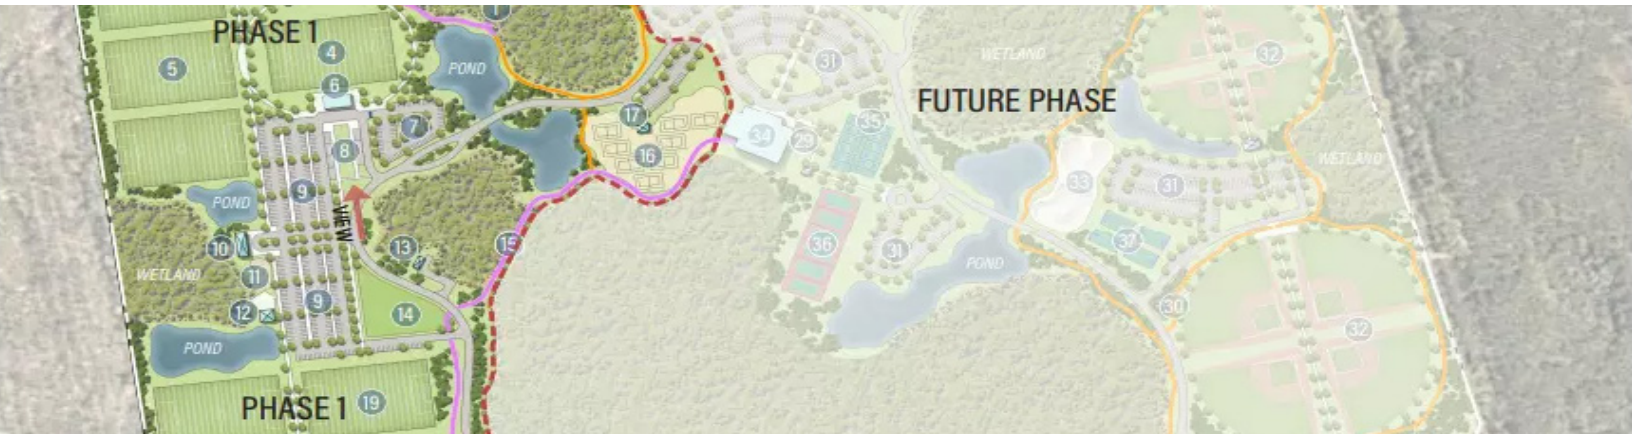 1
PHASE 1
4
5
6
POND
7
8
17
16
9
POND
VIEW
10
WETLAND
11
12
13
15
9
14
POND
PHASE 1
19
31
WETLAND
32
FUTURE PHASE
34
29
35
33
31
WETLAND
36
31
37
POND
30
32